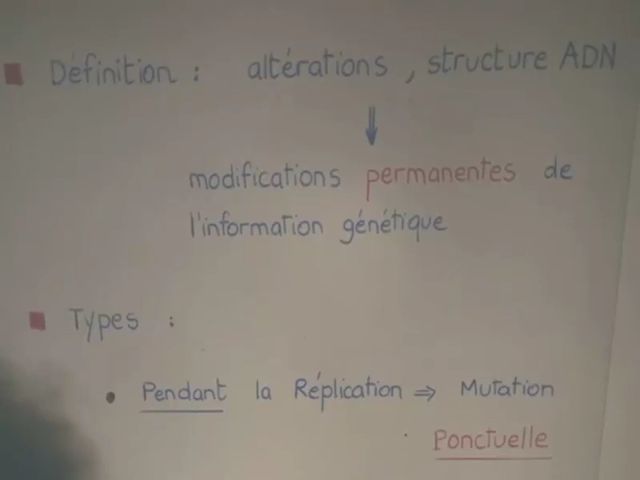 ■ Définition : altérations, structure ADN
⇓
modifications permanentes de
l'information génétique
■ Types :
• Pendant la Réplication ⇒ Mutation
Ponctuelle